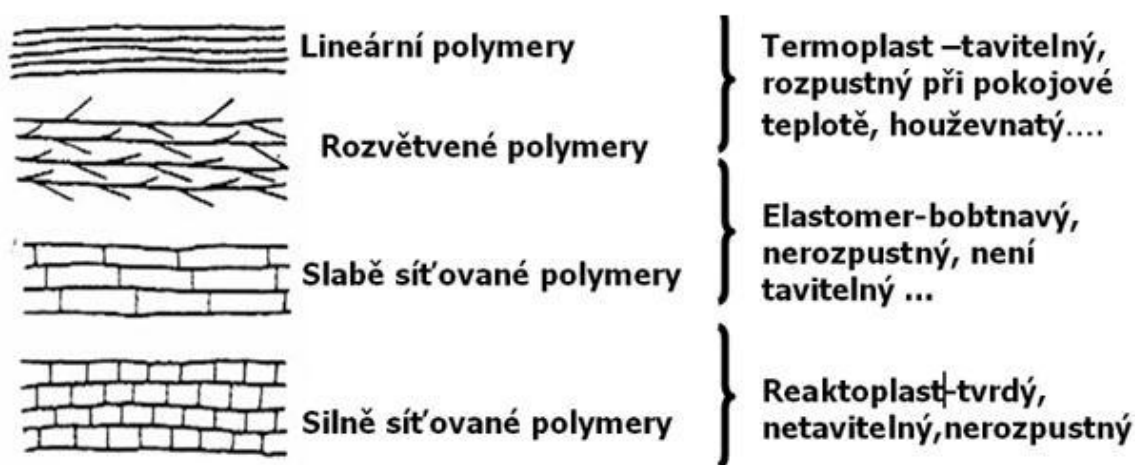 Lineární polymery
Termoplast –tavitelný,
rozpustný při pokojové
teplotě, houževnatý....
Rozvětvené polymery
Elastomer-bobtnavý,
nerozpustný, není
tavitelný ...
Slabě síťované polymery
Reaktoplast-tvrdý,
netavitelný,nerozpustný
Silně síťované polymery